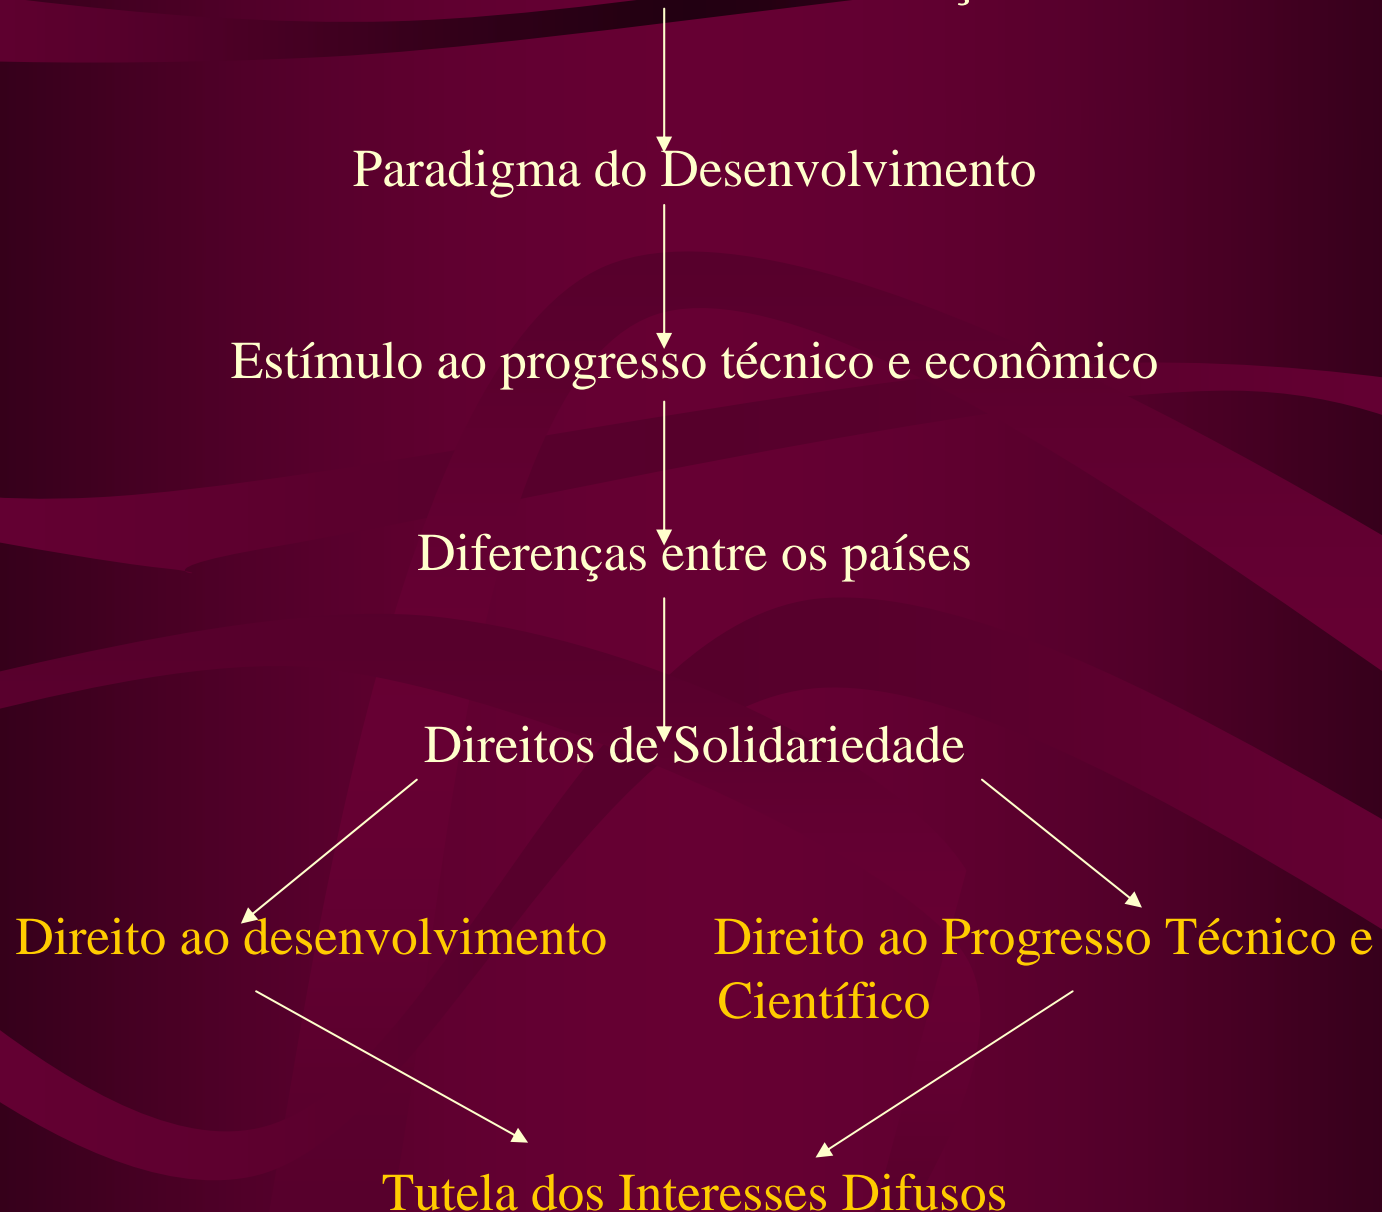 Paradigma do Desenvolvimento
Estímulo ao progresso técnico e econômico
Diferenças entre os países
Direitos de Solidariedade
Direito ao desenvolvimento
Direito ao Progresso Técnico e
Científico
Tutela dos Interesses Difusos